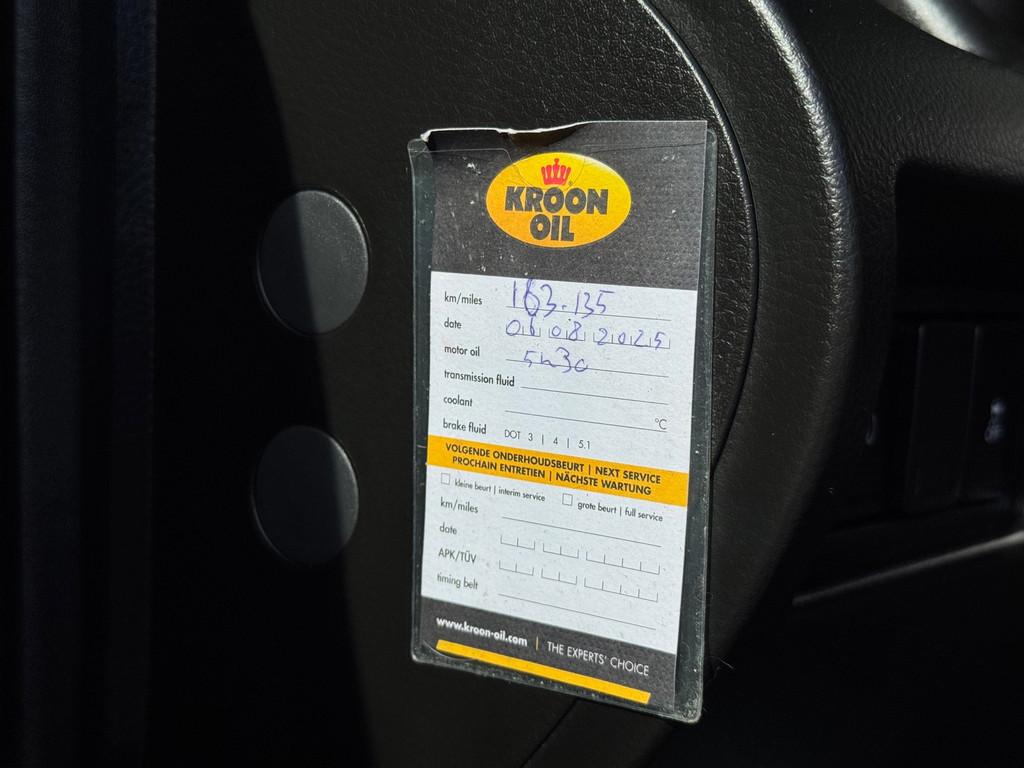 KROON
OIL
km/miles 163.135
date 06 08 2025
motor oil 5w30
transmission fluid
coolant °C
brake fluid DOT 3 | 4 | 5.1
VOLGENDE ONDERHOUDSBEURT | NEXT SERVICE
PROCHAIN ENTRETIEN | NÄCHSTE WARTUNG
kleine beurt | interim service grote beurt | full service
km/miles
date
APK/TÜV
timing belt
www.kroon-oil.com | THE EXPERTS' CHOICE